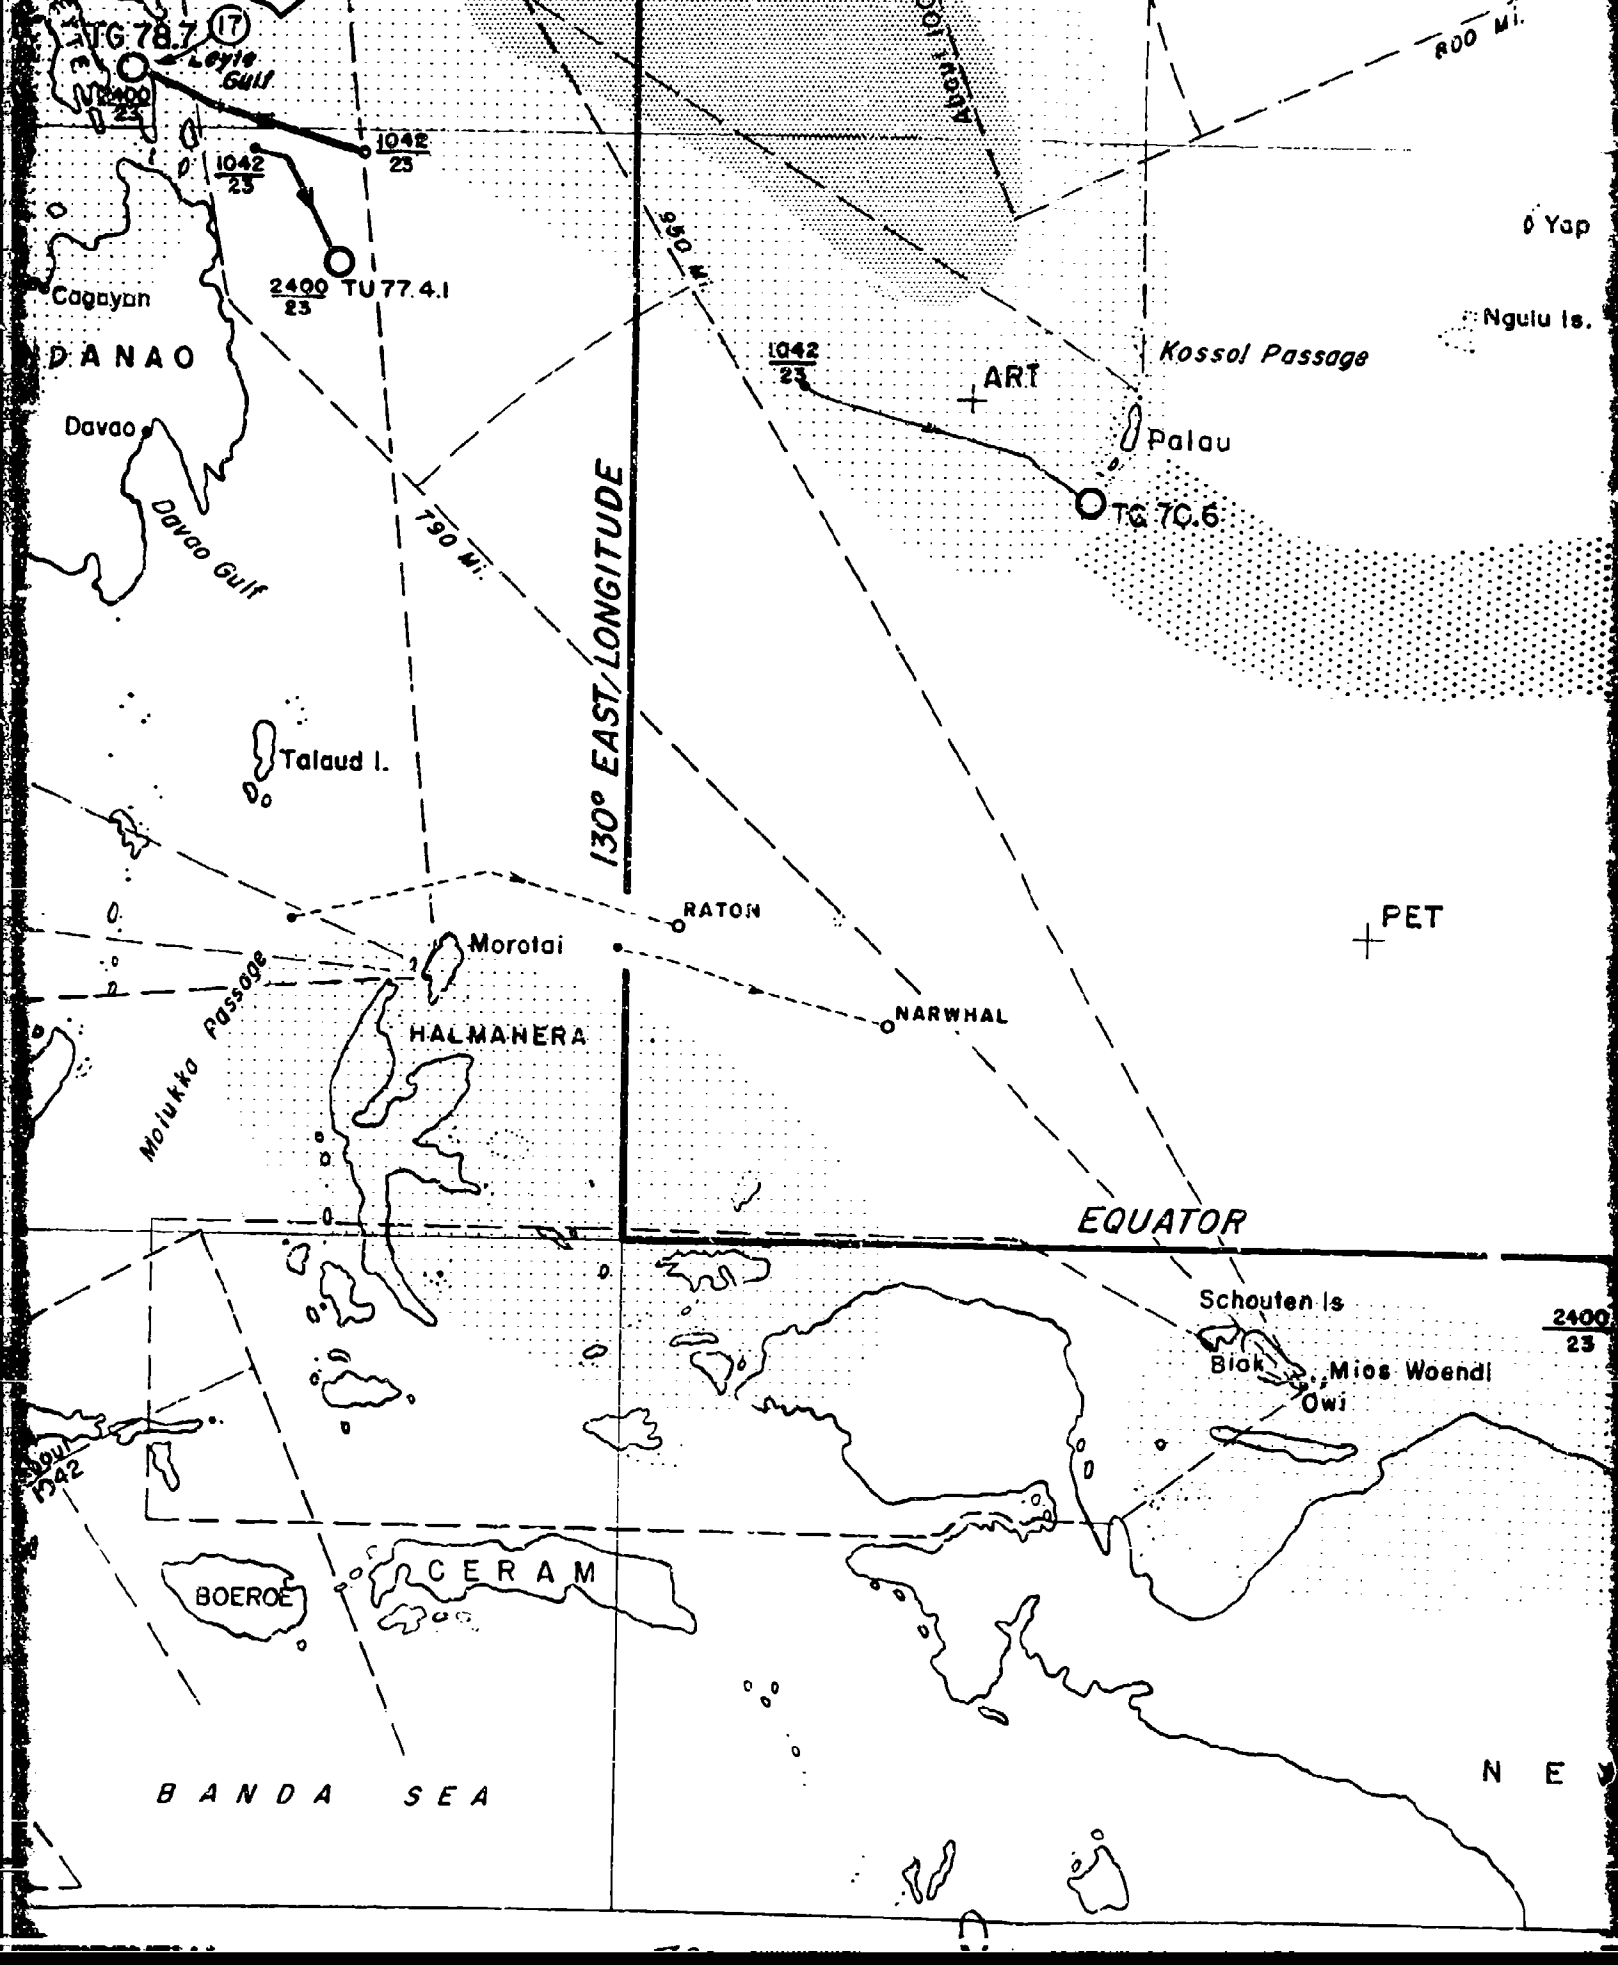 TG 78.7
17
Leyte
Gulf
2400
23
1042
23
1042
23
2400
23
TU 77.4.1
About
800 Mi.
950 Mi.
Yap
Ngulu Is.
Cagayan
DANAO
Davao
Davao Gulf
790 Mi.
1042
23
ART
Kossol Passage
Palau
TG 70.6
130° EAST LONGITUDE
Talaud I.
RATON
Morotai
NARWHAL
PET
Molukka Passage
HALMAHERA
EQUATOR
Schouten Is
2400
23
Biak
Mios Woendi
Owi
1042
BOEROE
CERAM
BANDA SEA
N E